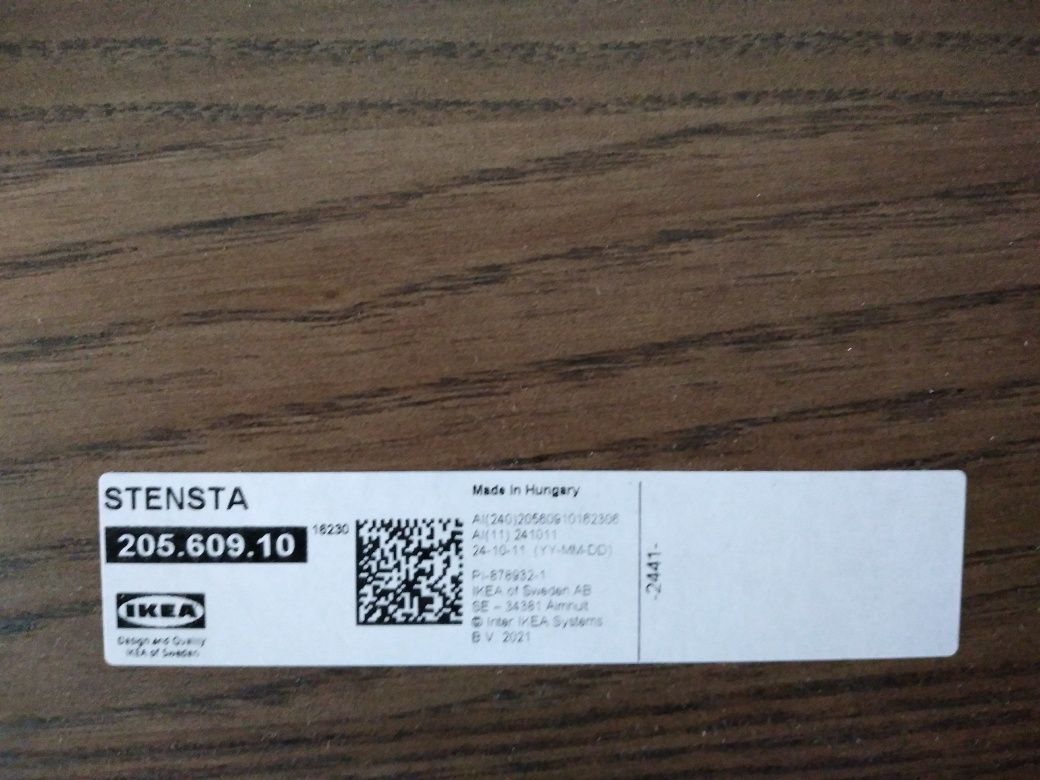 STENSTA
205.609.10
18230
IKEA
Design and Quality
IKEA of Sweden
Made in Hungary
AI(240)20560910182306
AI(11) 241011
24-10-11 (YY-MM-DD)
PI-878932-1
IKEA of Sweden AB
SE – 34381 Älmhult
© Inter IKEA Systems
B.V. 2021
-2441-